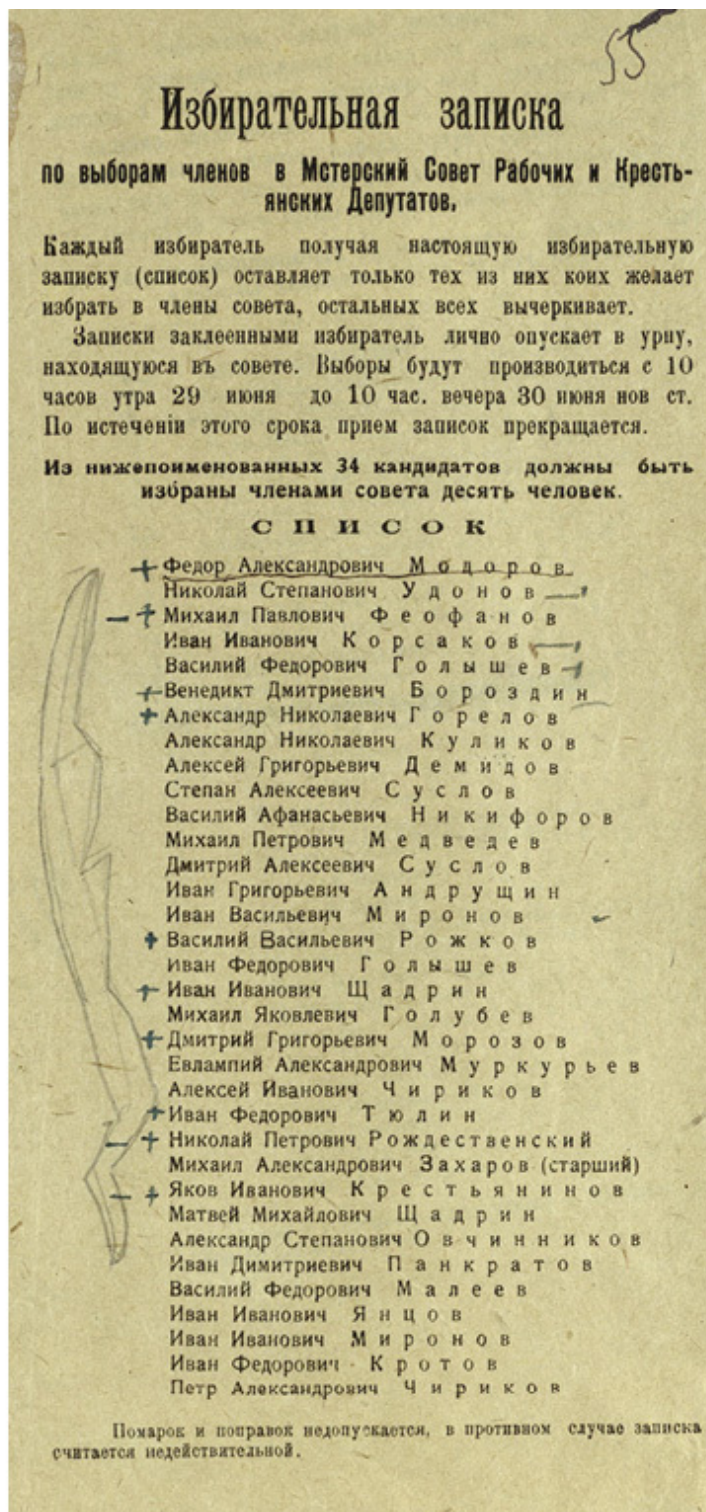 55
Избирательная записка
по выборам членов в Мстерский Совет Рабочих и Кресть-
янских Депутатов.
Каждый избиратель получая настоящую избирательную
записку (список) оставляет только тех из них коих желает
избрать в члены совета, остальных всех вычеркивает.
Записки заклеенными избиратель лично опускает в урну,
находящуюся въ совете. Выборы будут производиться с 10
часов утра 29 июня до 10 час. вечера 30 июня нов ст.
По истеченіи этого срока прием записок прекращается.
Из нижепоименованных 34 кандидатов должны быть
избраны членами совета десять человек.
СПИСОК
Федор Александрович Модоров
Николай Степанович Удонов
Михаил Павлович Феофанов
Иван Иванович Корсаков
Василий Федорович Голышев
Венедикт Дмитриевич Бороздин
Александр Николаевич Горелов
Александр Николаевич Куликов
Алексей Григорьевич Демидов
Степан Алексеевич Суслов
Василий Афанасьевич Никифоров
Михаил Петрович Медведев
Дмитрий Алексеевич Суслов
Иван Григорьевич Андрущин
Иван Васильевич Миронов
Василий Васильевич Рожков
Иван Федорович Голышев
Иван Иванович Щадрин
Михаил Яковлевич Голубев
Дмитрий Григорьевич Морозов
Евлампий Александрович Муркурьев
Алексей Иванович Чириков
Иван Федорович Тюлин
Николай Петрович Рождественский
Михаил Александрович Захаров (старший)
Яков Иванович Крестьянинов
Матвей Михайлович Щадрин
Александр Степанович Овчинников
Иван Димитриевич Панкратов
Василий Федорович Малеев
Иван Иванович Янцов
Иван Иванович Миронов
Иван Федорович Кротов
Петр Александрович Чириков
Помарок и поправок недопускается, в противном случае записка
считается недействительной.